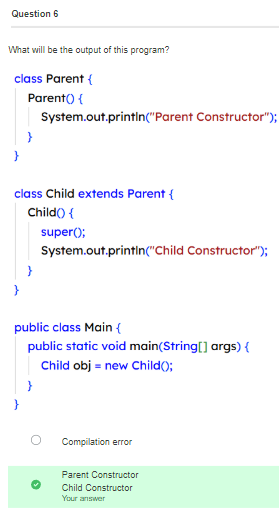 Question 6
What will be the output of this program?
class Parent {
Parent() {
System.out.println("Parent Constructor");
}
}
class Child extends Parent {
Child() {
super();
System.out.println("Child Constructor");
}
}
public class Main {
public static void main(String[] args) {
Child obj = new Child();
}
}
Compilation error
Parent Constructor
Child Constructor
Your answer